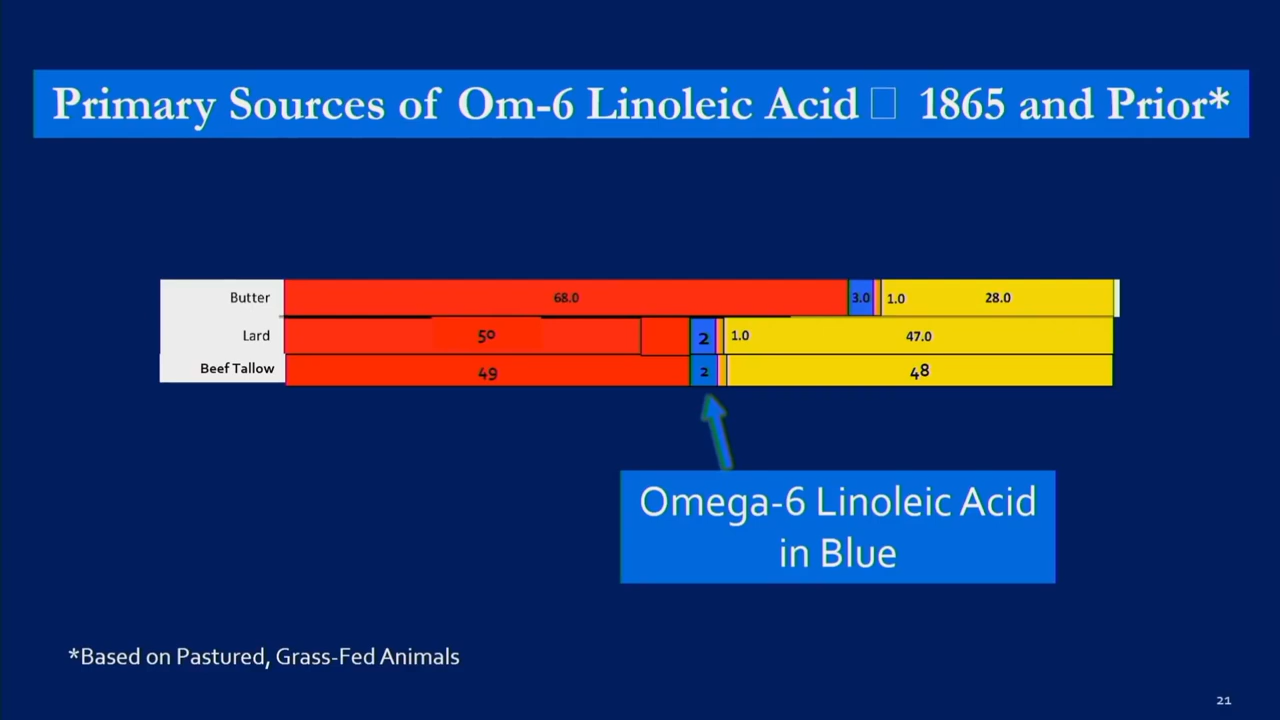 Primary Sources of Om-6 Linoleic Acid □ 1865 and Prior*
Butter 68.0 3.0 1.0 28.0
Lard 50 2 1.0 47.0
Beef Tallow 49 2 48
Omega-6 Linoleic Acid
in Blue
*Based on Pastured, Grass-Fed Animals
21